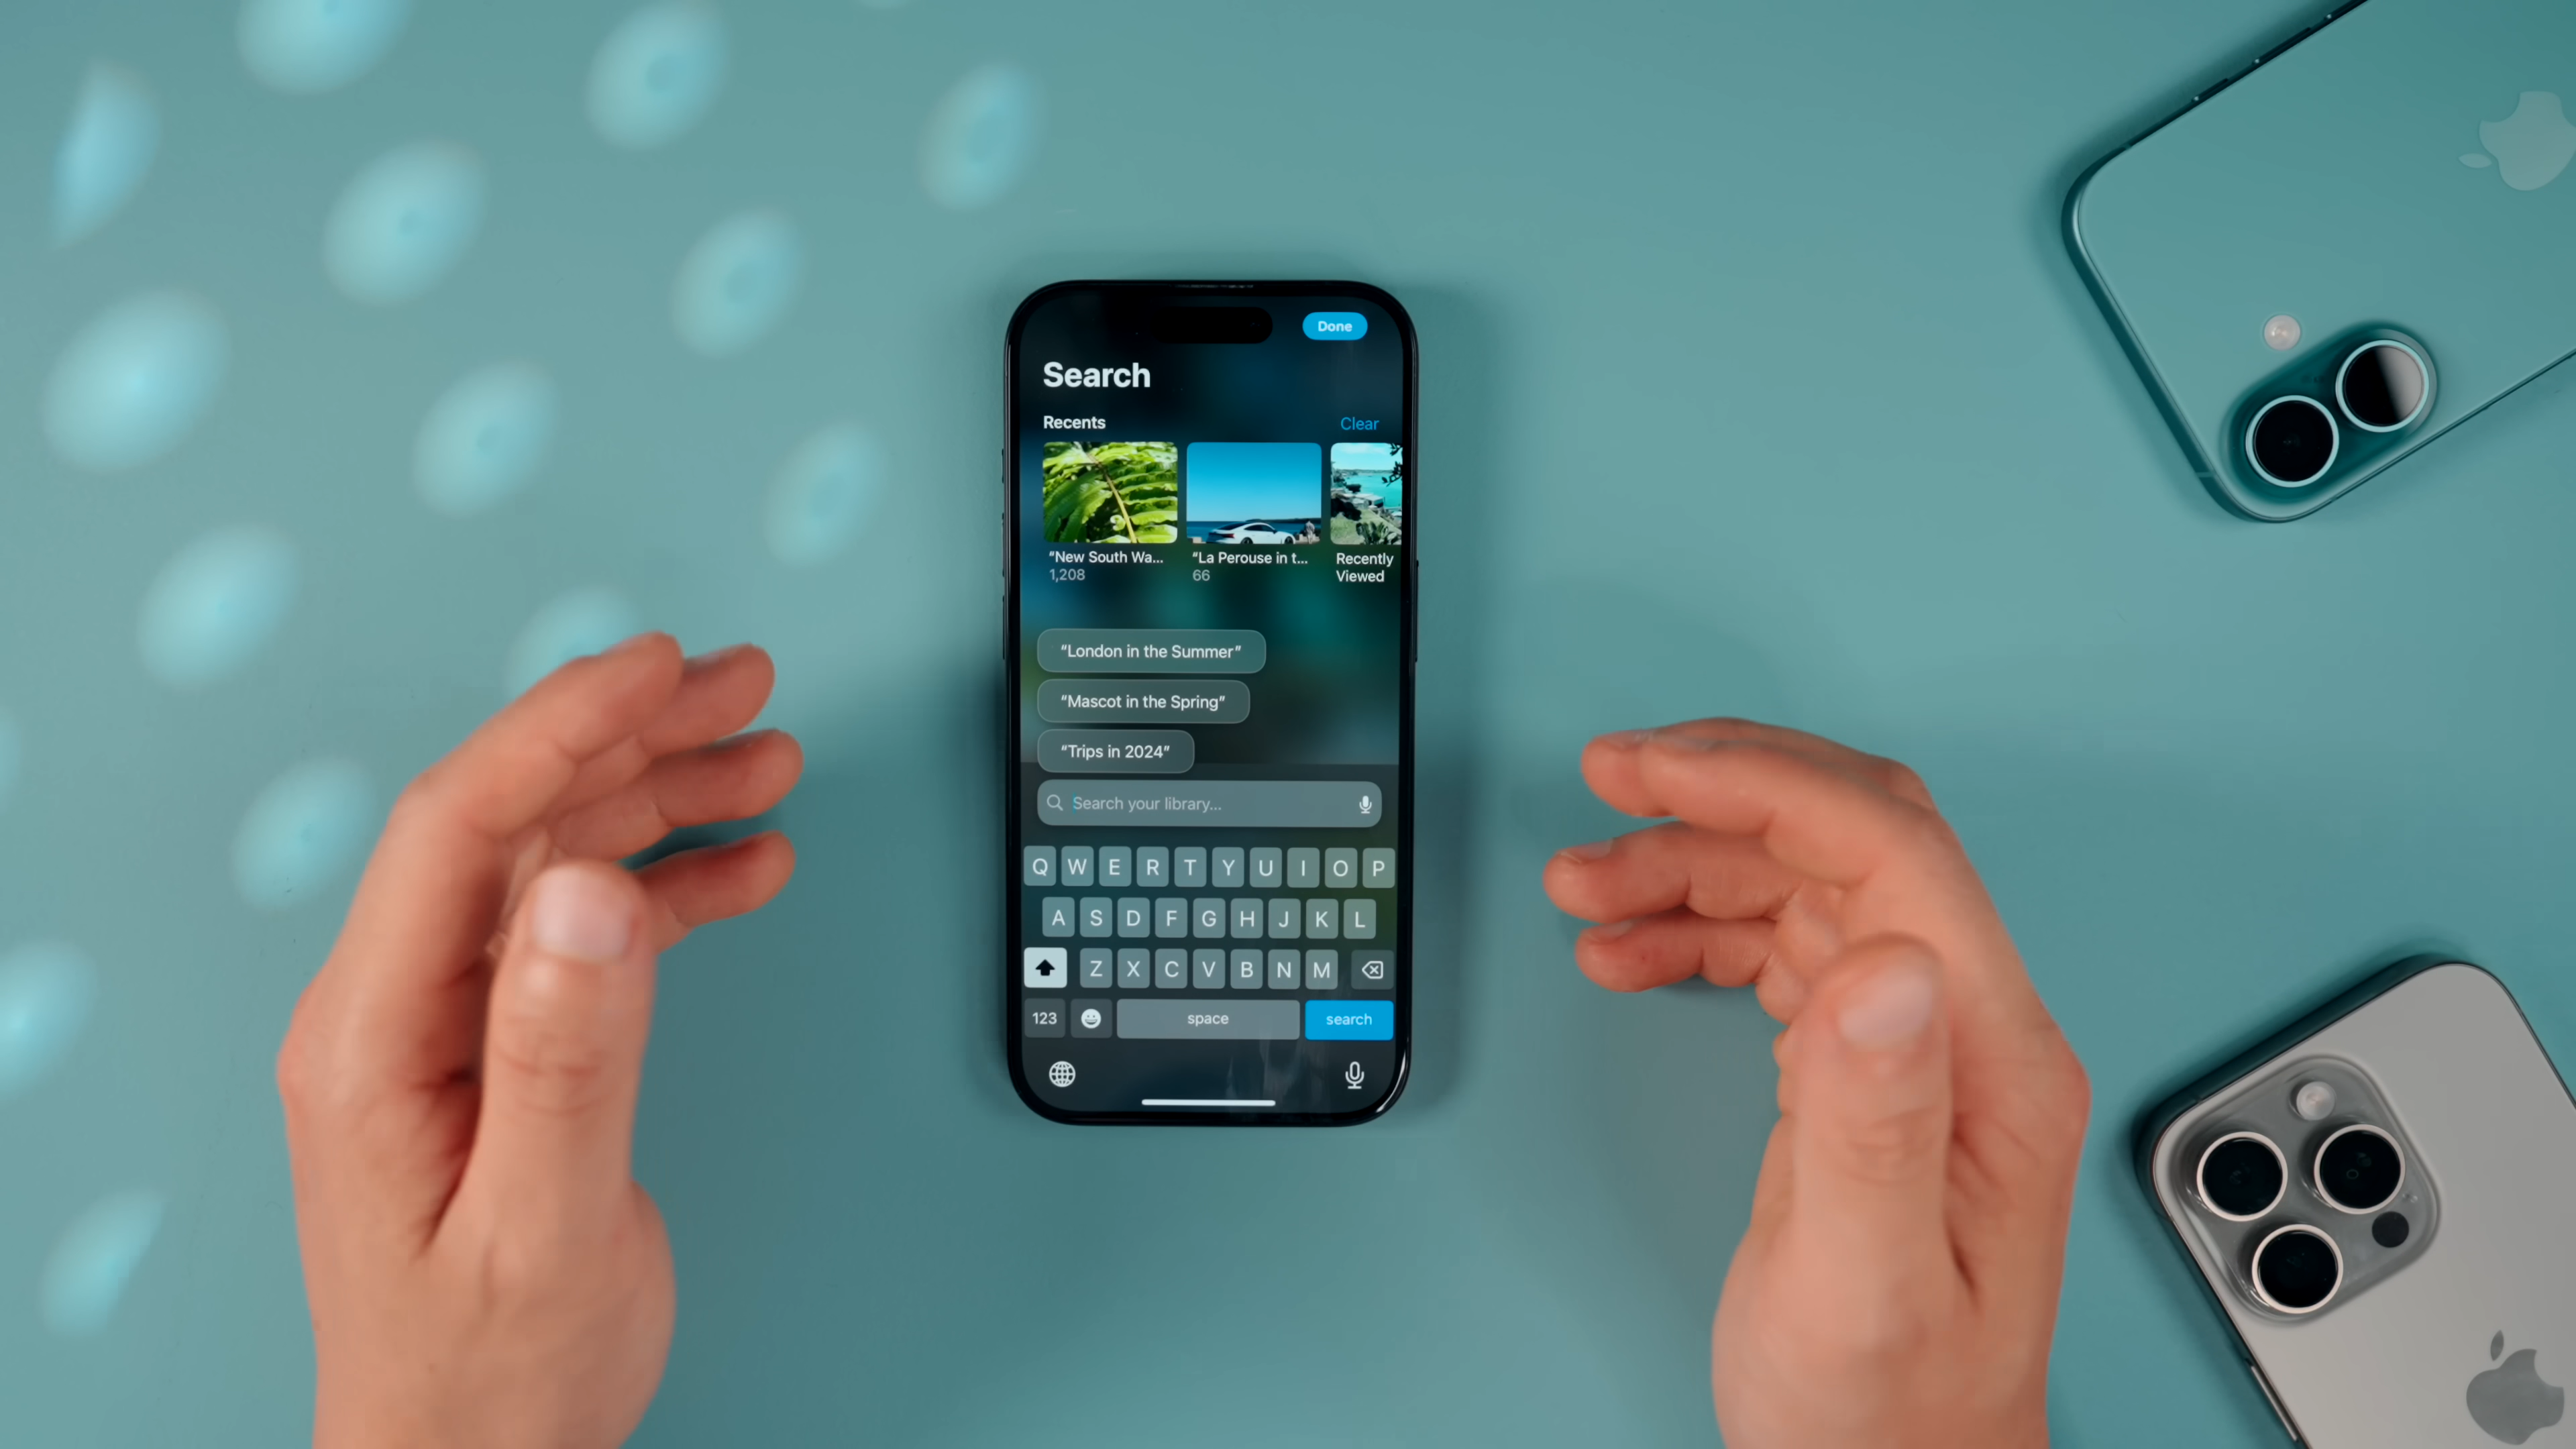 Done
Search
Recents
Clear
“New South Wa...
1,208
“La Perouse in t...
66
Recently
Viewed
“London in the Summer”
“Mascot in the Spring”
“Trips in 2024”
Search your library...
Q W E R T Y U I O P
A S D F G H J K L
Z X C V B N M
123
space
search